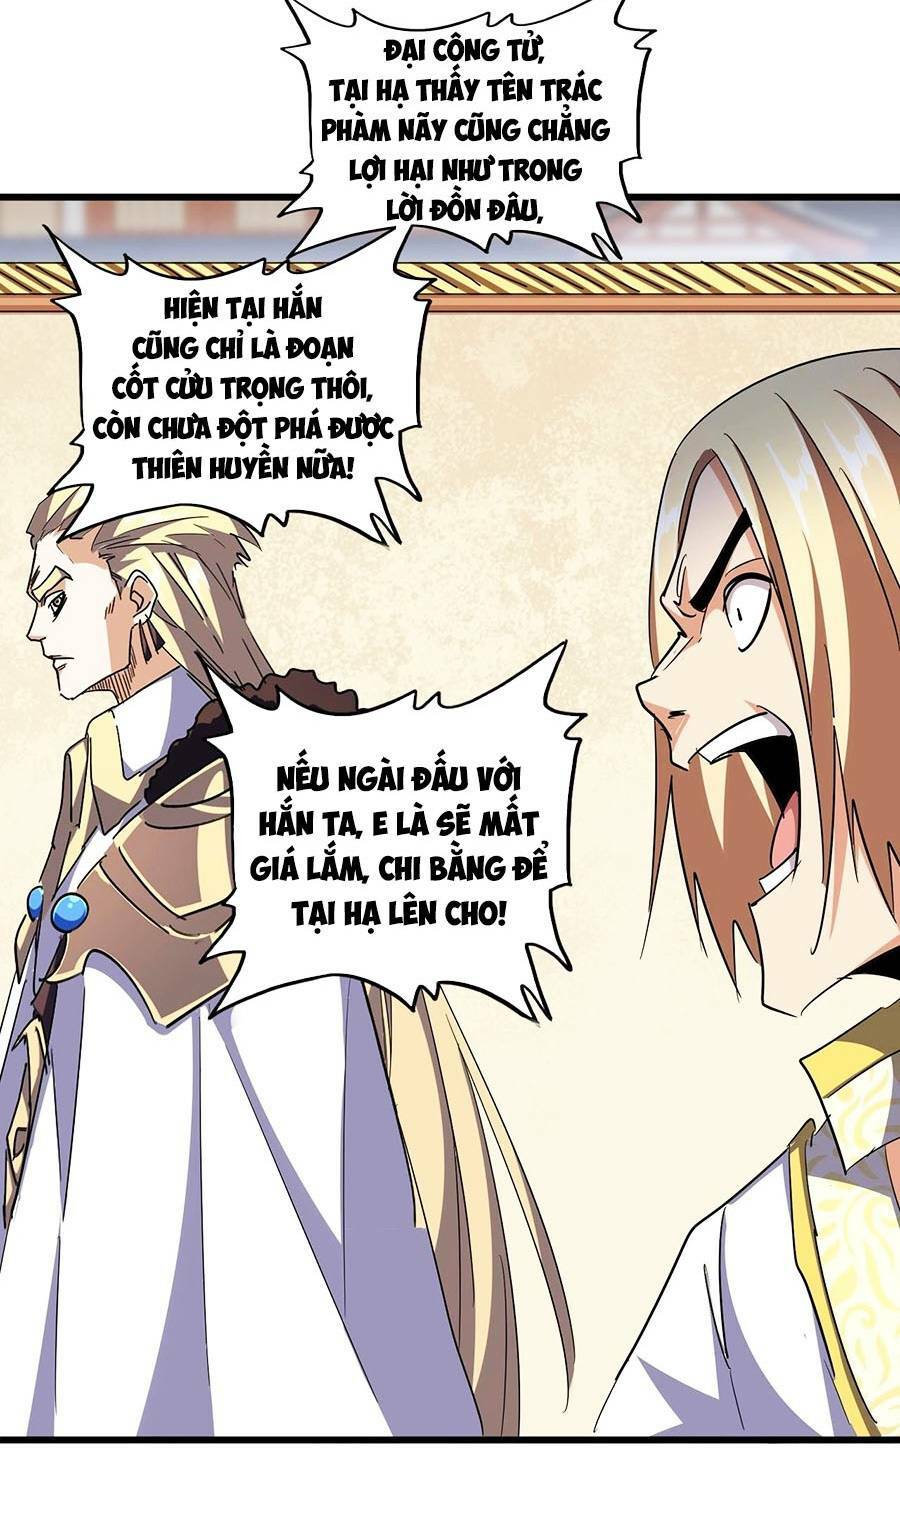 ĐẠI CÔNG TỬ,
TẠI HẠ THẤY TÊN TRÁC
PHÀM NÃY CŨNG CHẲNG
LỢI HẠI NHƯ TRONG
LỜI ĐỒN ĐÂU,
HIỆN TẠI HẮN
CŨNG CHỈ LÀ ĐOẠN
CỐT CỬU TRỌNG THÔI,
CÒN CHƯA ĐỘT PHÁ ĐƯỢC
THIÊN HUYỀN NỮA!
NẾU NGÀI ĐẤU VỚI
HẮN TA, E LÀ SẼ MẤT
GIÁ LẮM, CHI BẰNG ĐỂ
TẠI HẠ LÊN CHO!